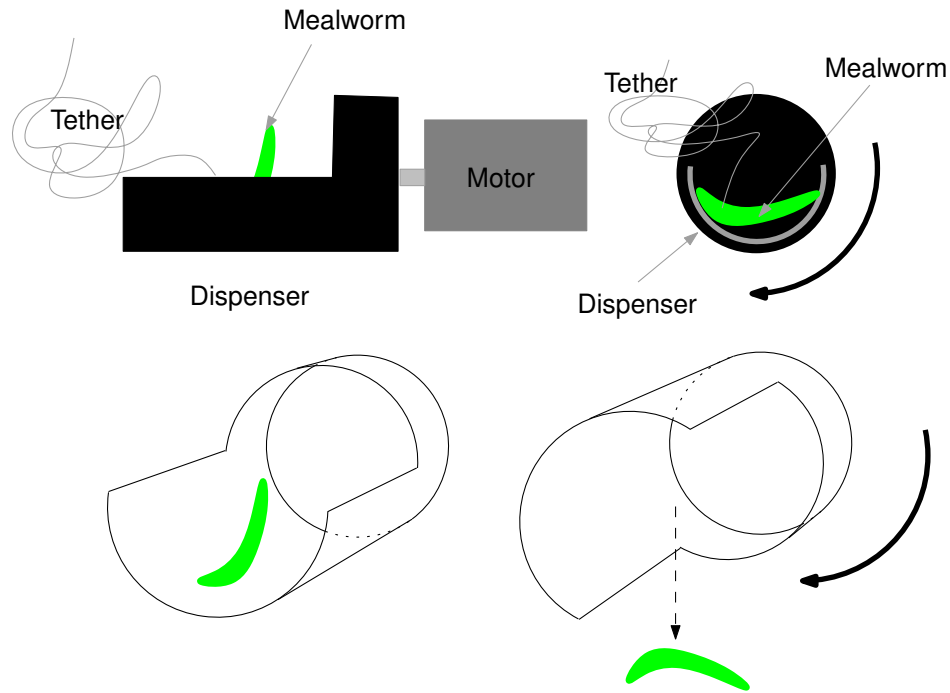 Mealworm
Tether
Motor
Dispenser
Mealworm
Tether
Dispenser